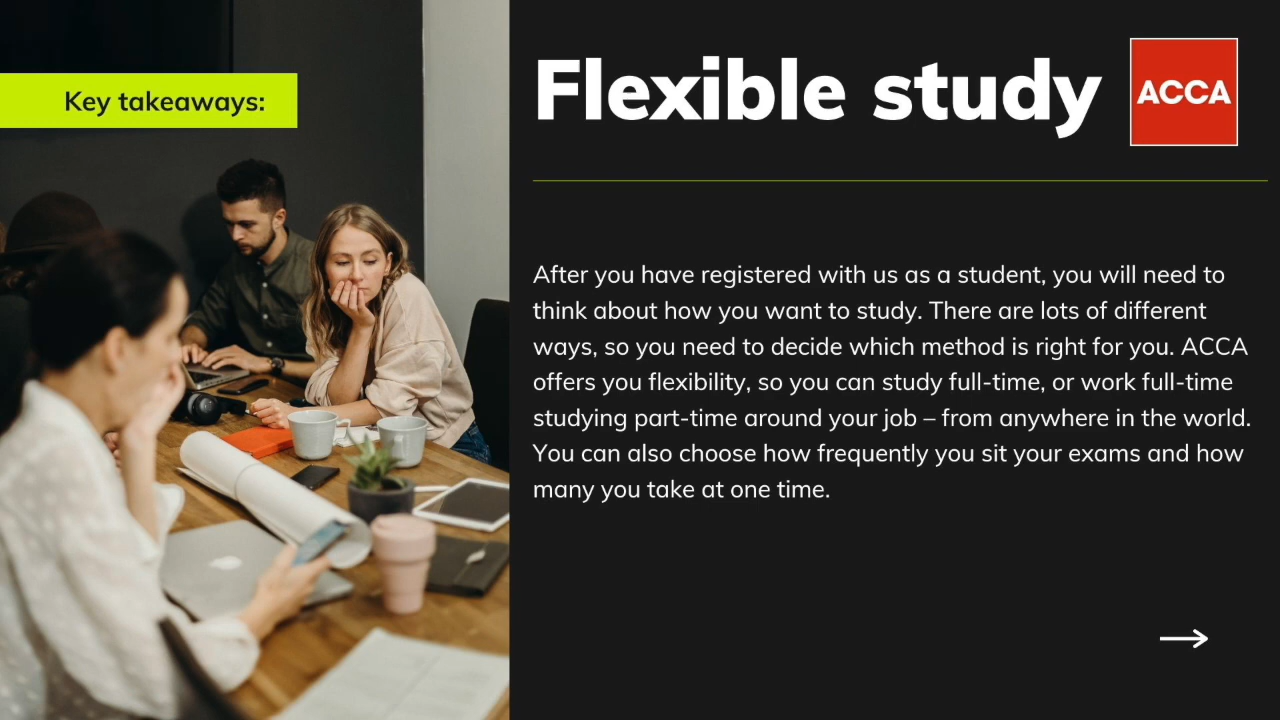 Key takeaways:
Flexible study
ACCA
After you have registered with us as a student, you will need to
think about how you want to study. There are lots of different
ways, so you need to decide which method is right for you. ACCA
offers you flexibility, so you can study full-time, or work full-time
studying part-time around your job – from anywhere in the world.
You can also choose how frequently you sit your exams and how
many you take at one time.